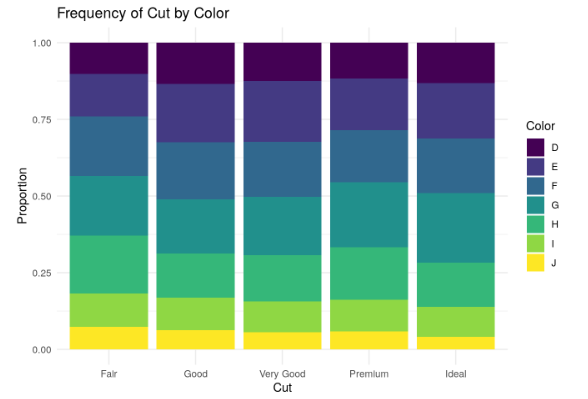 Frequency of Cut by Color
1.00
0.75
0.50
0.25
0.00
Proportion
Fair Good Very Good Premium Ideal
Cut
Color
D
E
F
G
H
I
J